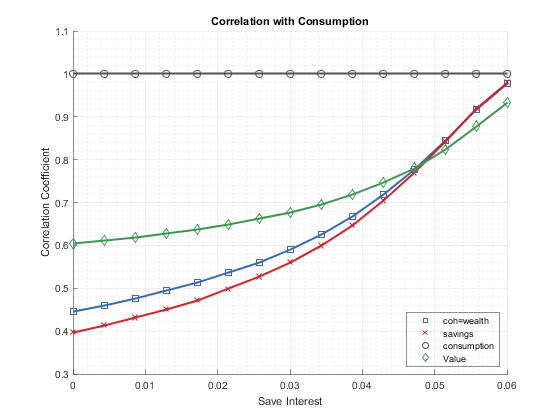 Correlation with Consumption
1.1
1
0.9
0.8
0.7
0.6
0.5
0.4
0.3
Correlation Coefficient
0 0.01 0.02 0.03 0.04 0.05 0.06
Save Interest
coh=wealth
savings
consumption
Value